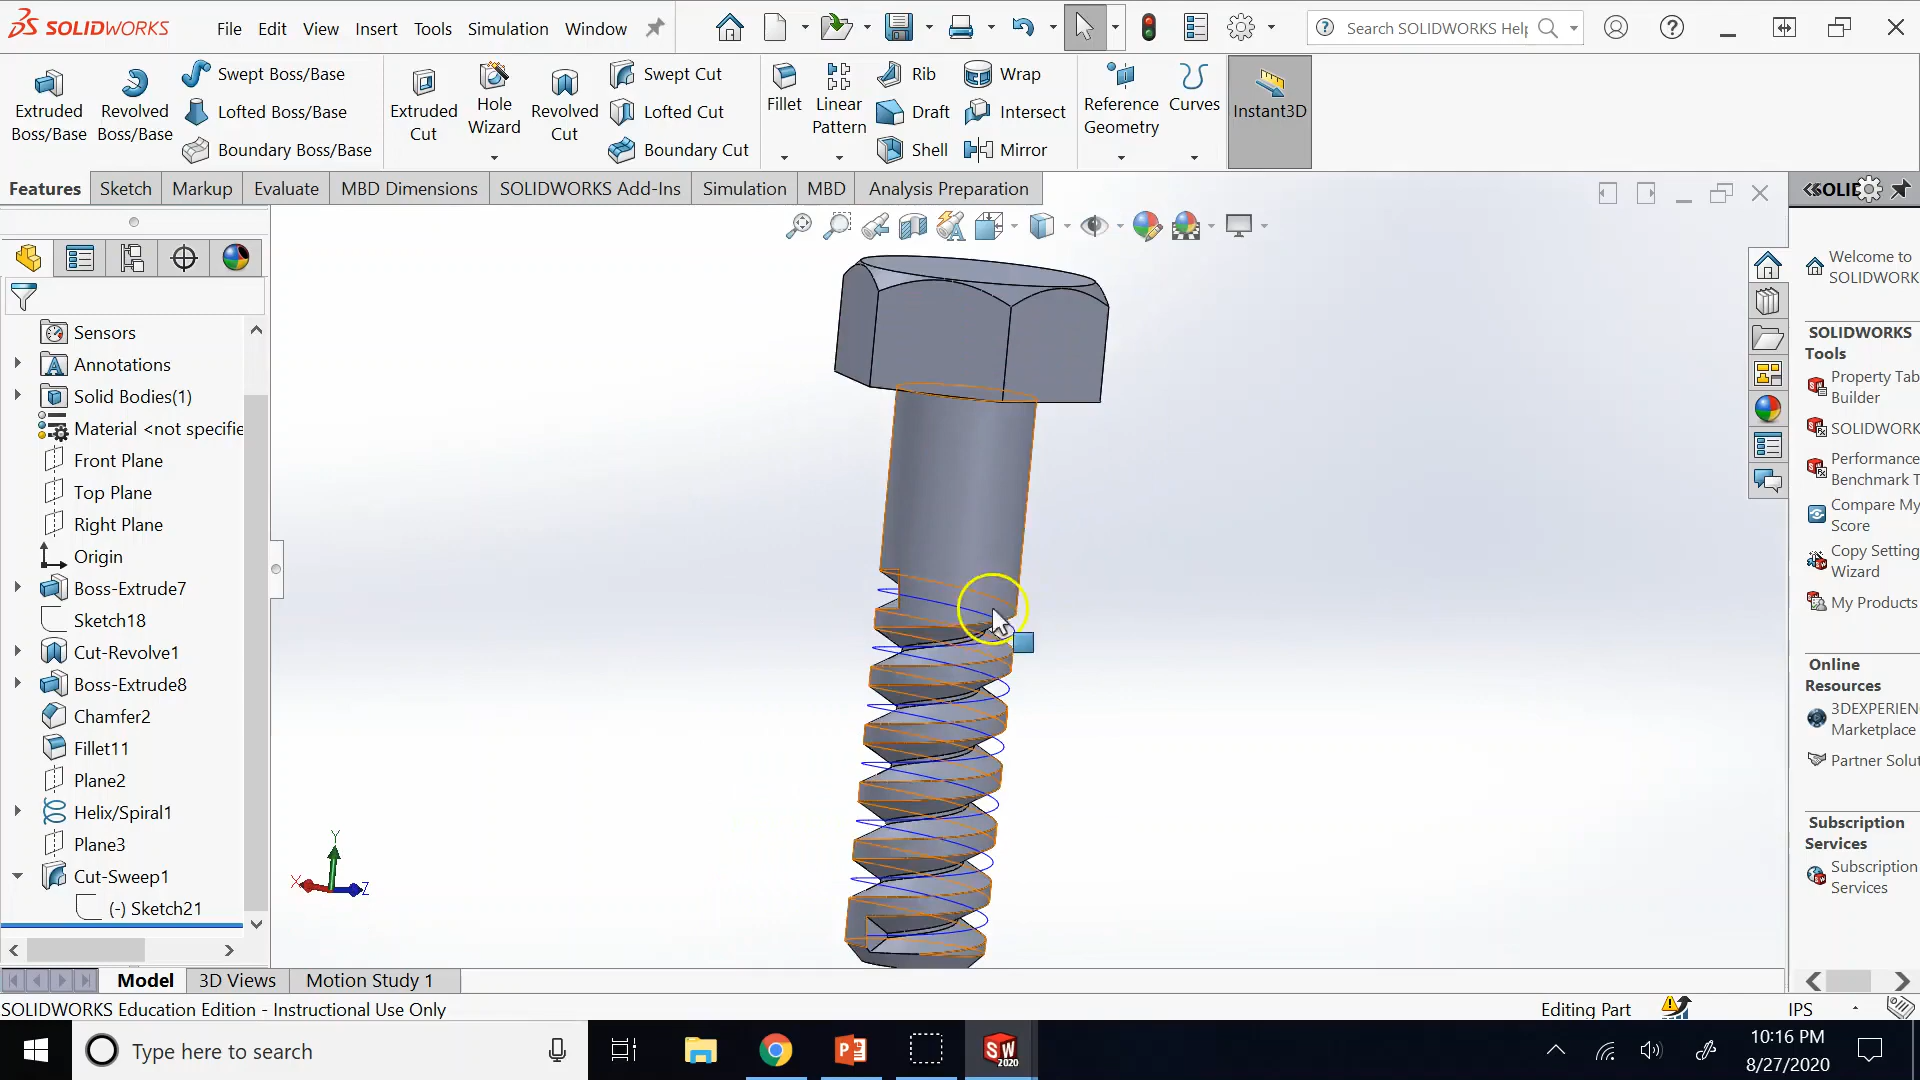 SOLIDWORKS File Edit View Insert Tools Simulation Window Search SOLIDWORKS Help
Extruded Boss/Base
Revolved Boss/Base
Swept Boss/Base
Lofted Boss/Base
Boundary Boss/Base
Extruded Cut
Hole Wizard
Revolved Cut
Swept Cut
Lofted Cut
Boundary Cut
Fillet
Linear Pattern
Rib
Draft
Shell
Wrap
Intersect
Mirror
Reference Geometry
Curves
Instant3D
Features Sketch Markup Evaluate MBD Dimensions SOLIDWORKS Add-Ins Simulation MBD Analysis Preparation
Sensors
Annotations
Solid Bodies(1)
Material <not specifie
Front Plane
Top Plane
Right Plane
Origin
Boss-Extrude7
Sketch18
Cut-Revolve1
Boss-Extrude8
Chamfer2
Fillet11
Plane2
Helix/Spiral1
Plane3
Cut-Sweep1
(-) Sketch21
Y
X
Z
SOLI
Welcome to
SOLIDWORK
SOLIDWORKS
Tools
Property Tab
Builder
SOLIDWORK
Performance
Benchmark T
Compare My
Score
Copy Setting
Wizard
My Products
Online
Resources
3DEXPERIEN
Marketplace
Partner Solut
Subscription
Services
Subscription
Services
Model 3D Views Motion Study 1
SOLIDWORKS Education Edition - Instructional Use Only
Editing Part
IPS
Type here to search
SW
2020
10:16 PM
8/27/2020